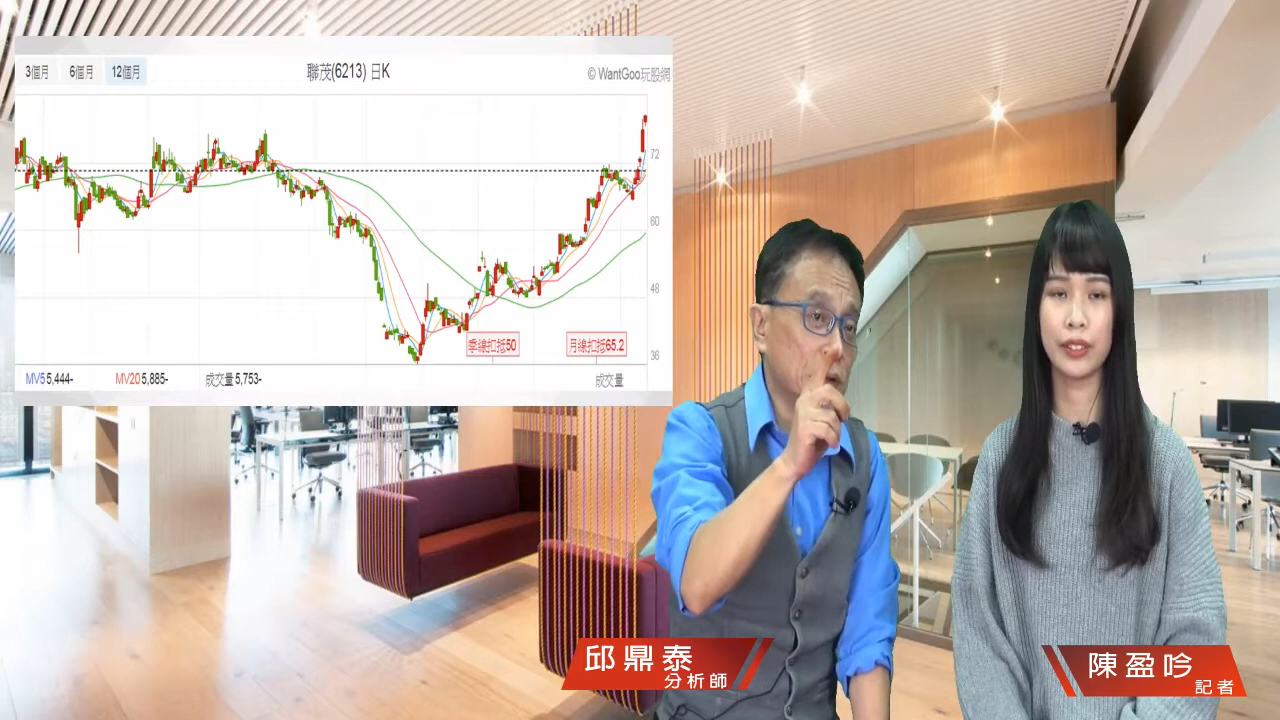 3個月 6個月 12個月 聯茂(6213) 日K © WantGoo玩股網
72
60
48
36
季線扣抵50 月線扣抵65.2
MV5 5,444- MV20 5,885- 成交量 5,753- 成交量
邱鼎泰
分析師
陳盈吟
記者